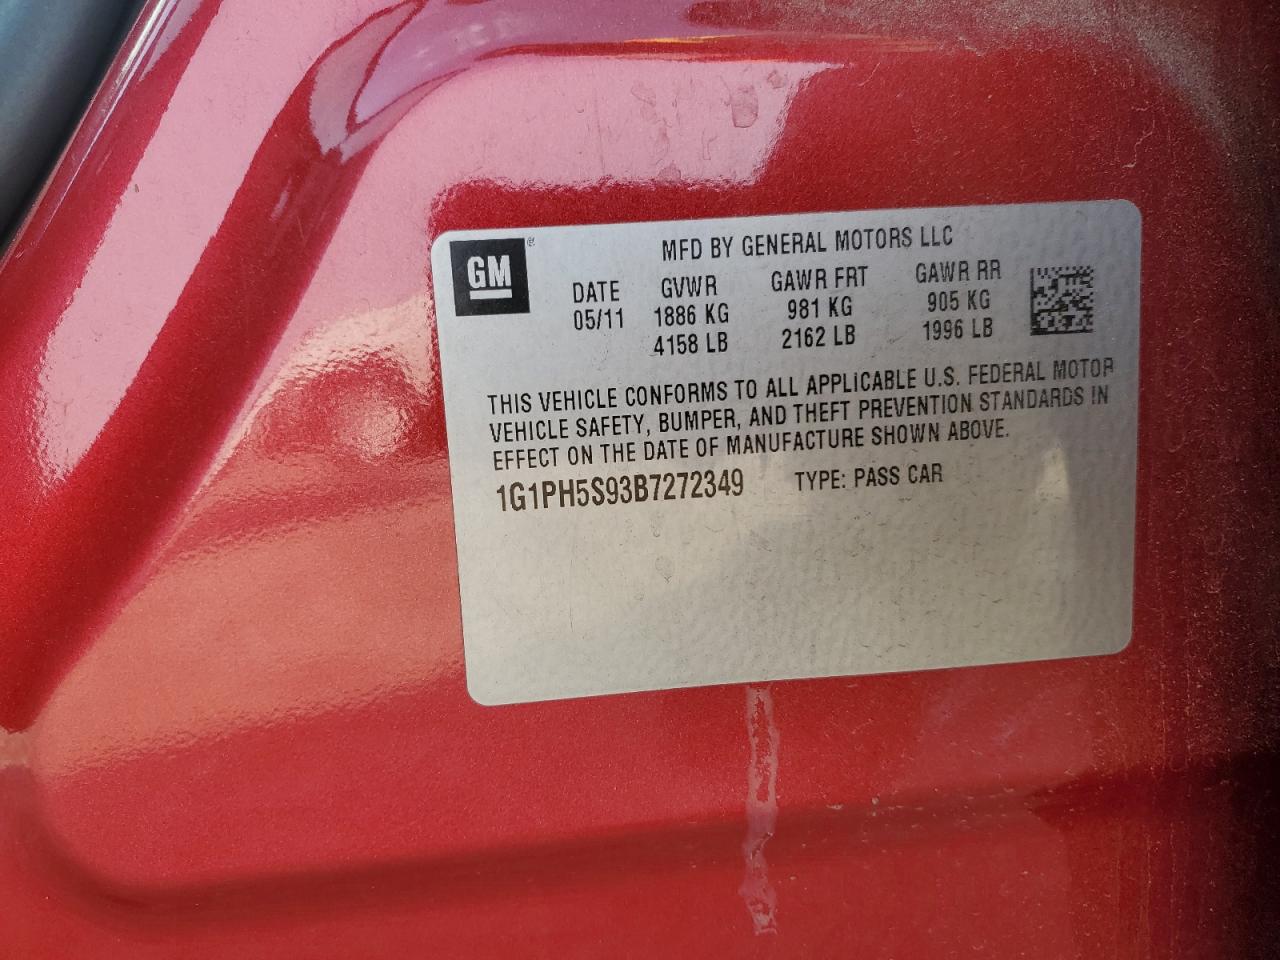 GM®
MFD BY GENERAL MOTORS LLC
DATE GVWR GAWR FRT GAWR RR
05/11 1886 KG 981 KG 905 KG
4158 LB 2162 LB 1996 LB
THIS VEHICLE CONFORMS TO ALL APPLICABLE U.S. FEDERAL MOTOR
VEHICLE SAFETY, BUMPER, AND THEFT PREVENTION STANDARDS IN
EFFECT ON THE DATE OF MANUFACTURE SHOWN ABOVE.
1G1PH5S93B7272349 TYPE: PASS CAR